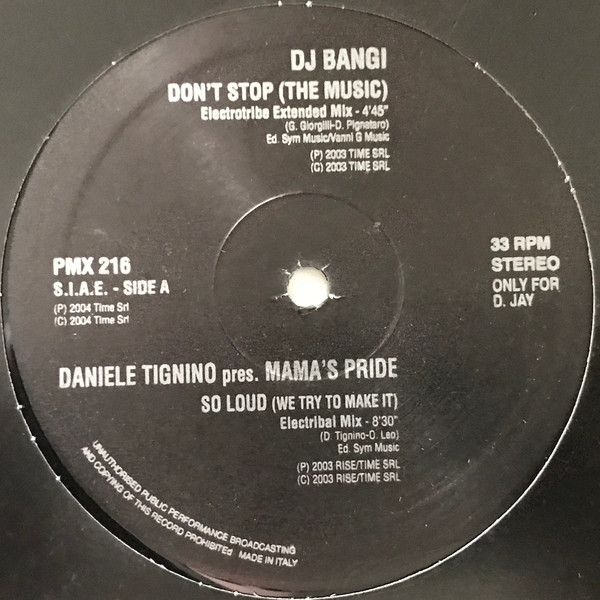 DJ BANGI
DON'T STOP (THE MUSIC)
Electrotribe Extended Mix - 4'45"
(G. Giorgilli-D. Pignataro)
Ed. Sym Music/Vanni G Music
(P) 2003 TIME SRL
(C) 2003 TIME SRL
PMX 216
S.I.A.E. - SIDE A
(P) 2004 Time Srl
(C) 2004 Time Srl
33 RPM
STEREO
ONLY FOR
D. JAY
DANIELE TIGNINO pres. MAMA'S PRIDE
SO LOUD (WE TRY TO MAKE IT)
Electribal Mix - 8'30"
(D. Tignino-O. Leo)
Ed. Sym Music
(P) 2003 RISE/TIME SRL
(C) 2003 RISE/TIME SRL
UNAUTHORISED PUBLIC PERFORMANCE BROADCASTING
AND COPYING OF THIS RECORD PROHIBITEd MADE IN ITALY